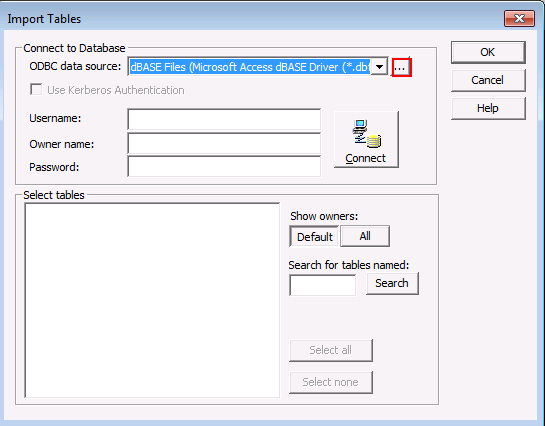 Import Tables
Connect to Database
ODBC data source: dBASE Files (Microsoft Access dBASE Driver (*.dbf ...
OK
Use Kerberos Authentication
Cancel
Username:
Help
Owner name:
Password:
Connect
Select tables
Show owners:
Default All
Search for tables named:
Search
Select all
Select none